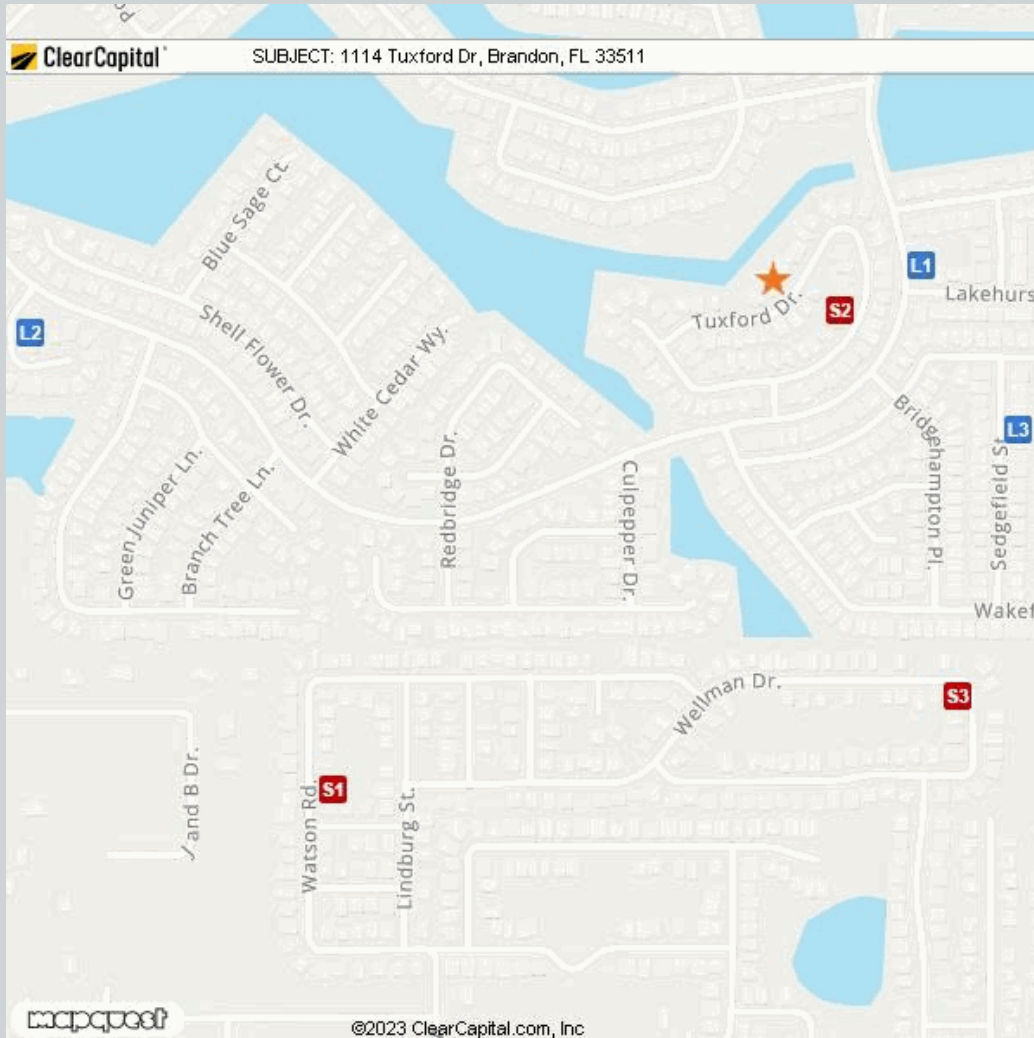 ClearCapital
SUBJECT: 1114 Tuxford Dr, Brandon, FL 33511
Blue Sage Ct.
L1
Lakehurs
Tuxford Dr.
S2
L2
Shell Flower Dr.
White Cedar Wy.
Bridgehampton Pl.
L3
Redbridge Dr.
Culpepper Dr.
Sedgefield St
Green Juniper Ln.
Branch Tree Ln.
Wakef
Wellman Dr.
S3
S1
J and B Dr.
Watson Rd.
Lindburg St.
mapquest
©2023 ClearCapital.com, Inc